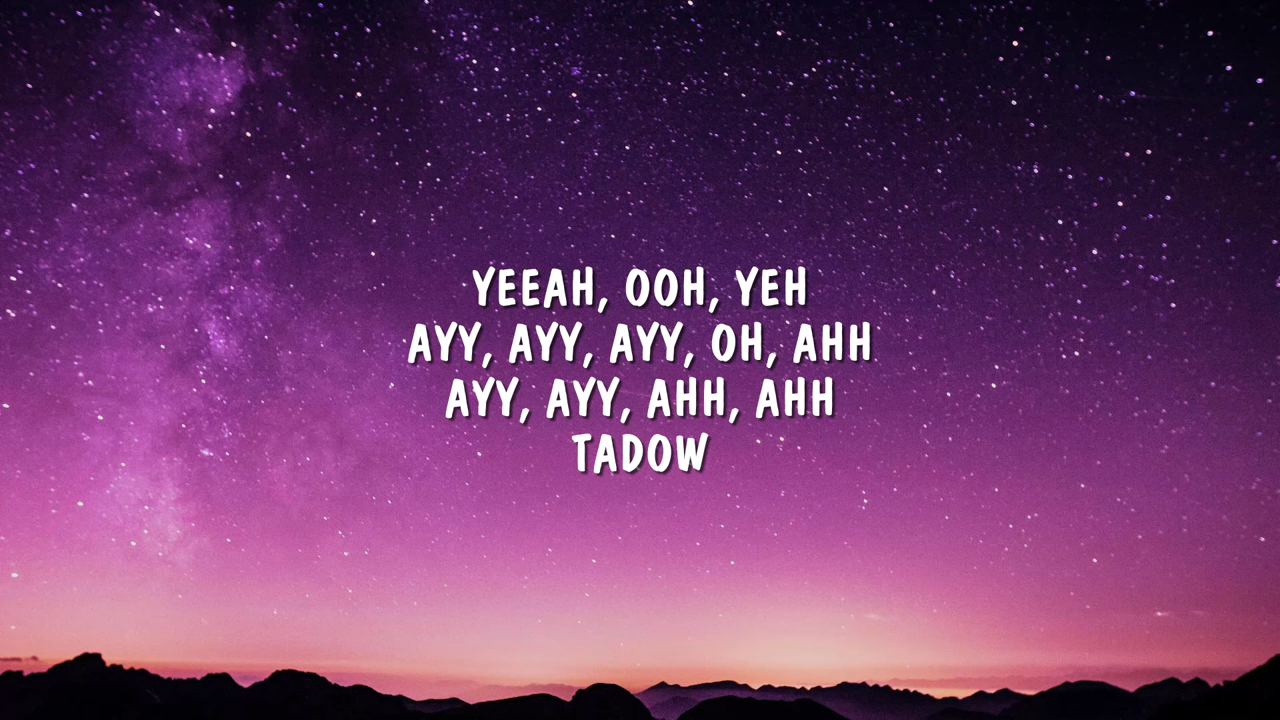 YEEAH, OOH, YEH
AYY, AYY, AYY, OH, AHH
AYY, AYY, AHH, AHH
TADOW